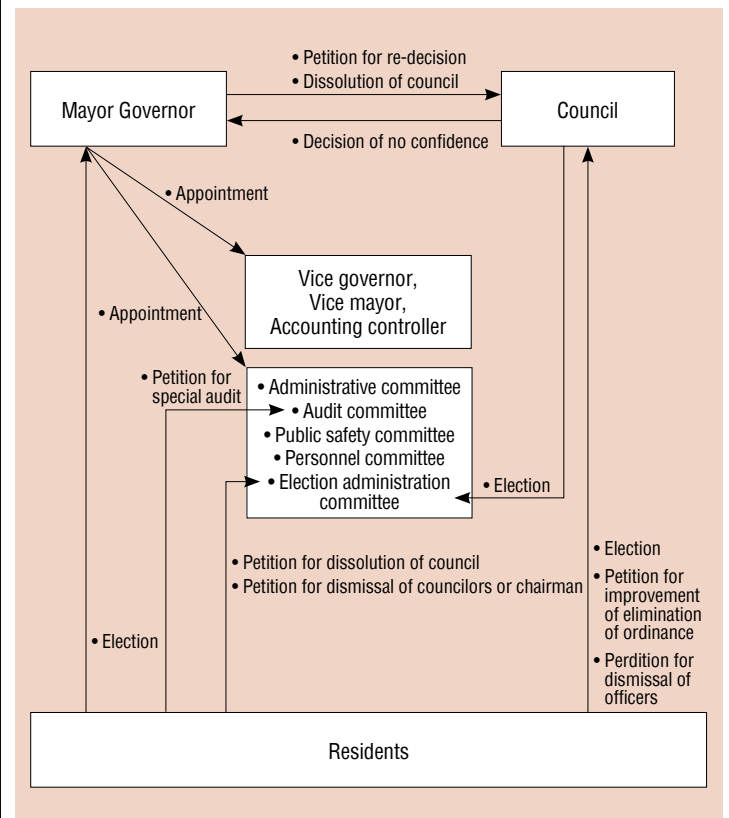 • Petition for re-decision
• Dissolution of council
Mayor Governor
Council
• Decision of no confidence
• Appointment
Vice governor,
Vice mayor,
Accounting controller
• Appointment
• Petition for
special audit
• Administrative committee
• Audit committee
• Public safety committee
• Personnel committee
• Election administration
committee
• Election
• Petition for dissolution of council
• Petition for dismissal of councilors or chairman
• Election
• Election
• Petition for
improvement
of elimination
of ordinance
• Perdition for
dismissal of
officers
Residents